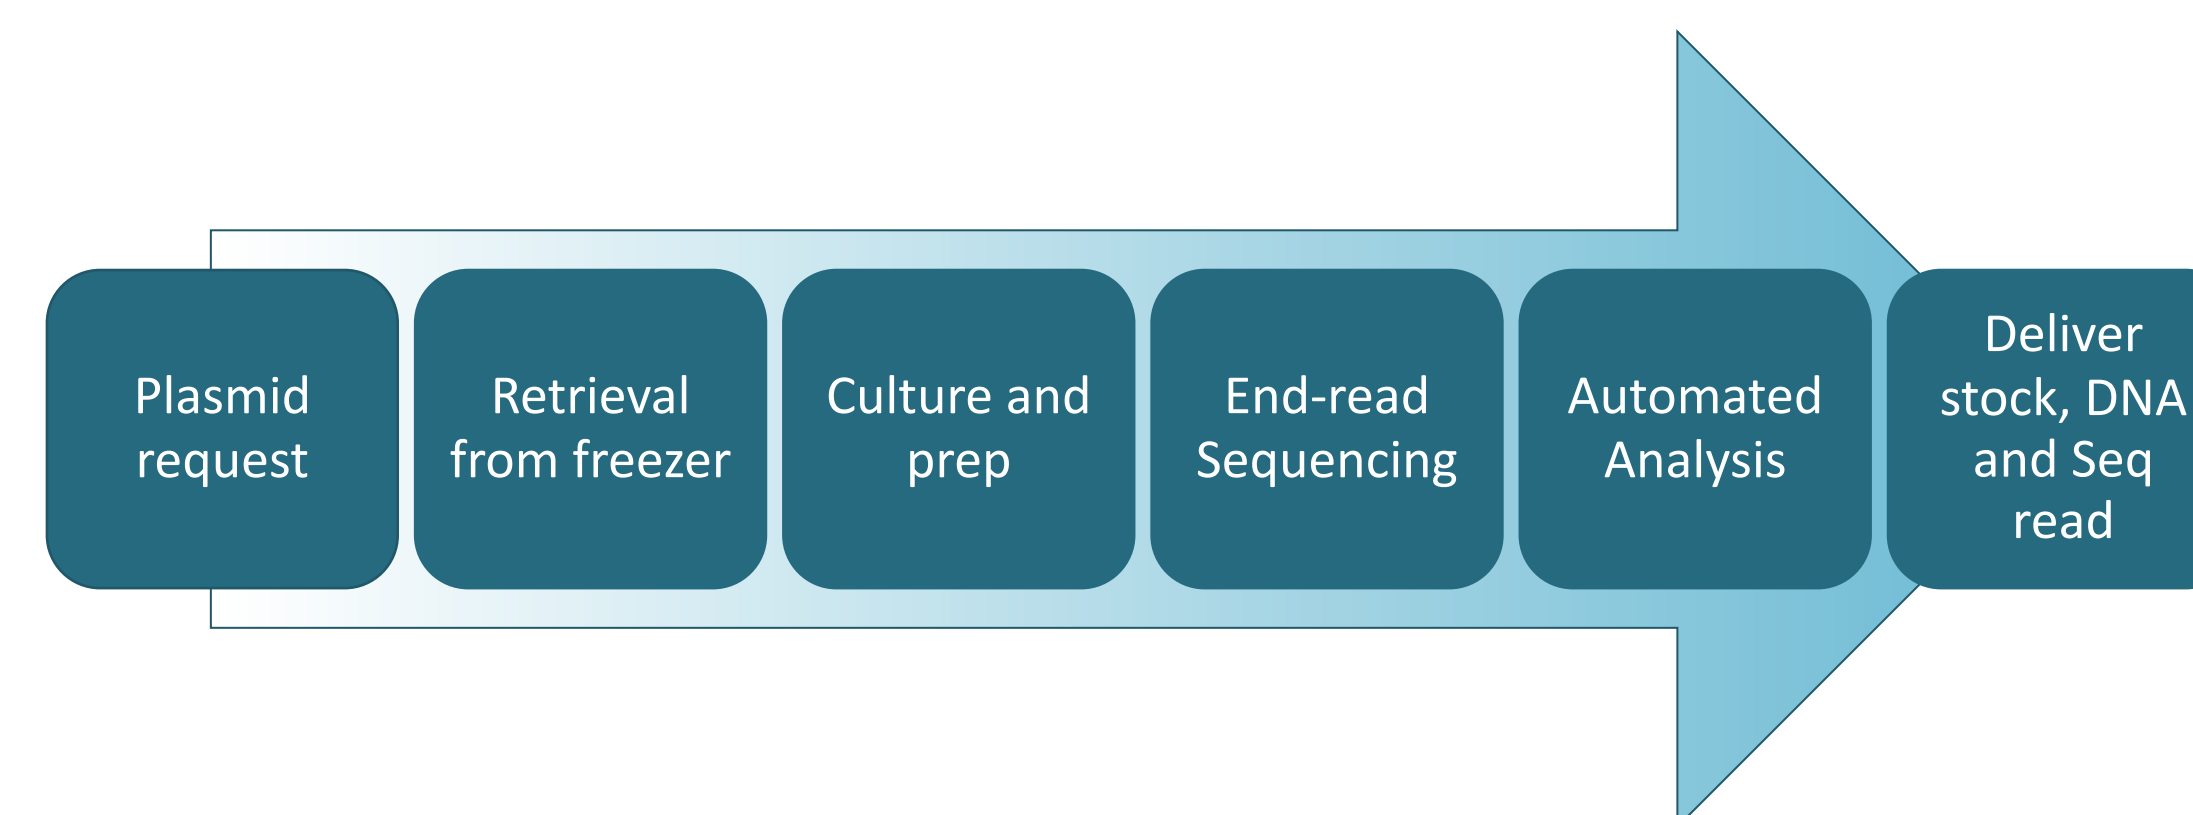 Plasmid
request
Retrieval
from freezer
Culture and
prep
End-read
Sequencing
Automated
Analysis
Deliver
stock, DNA
and Seq
read